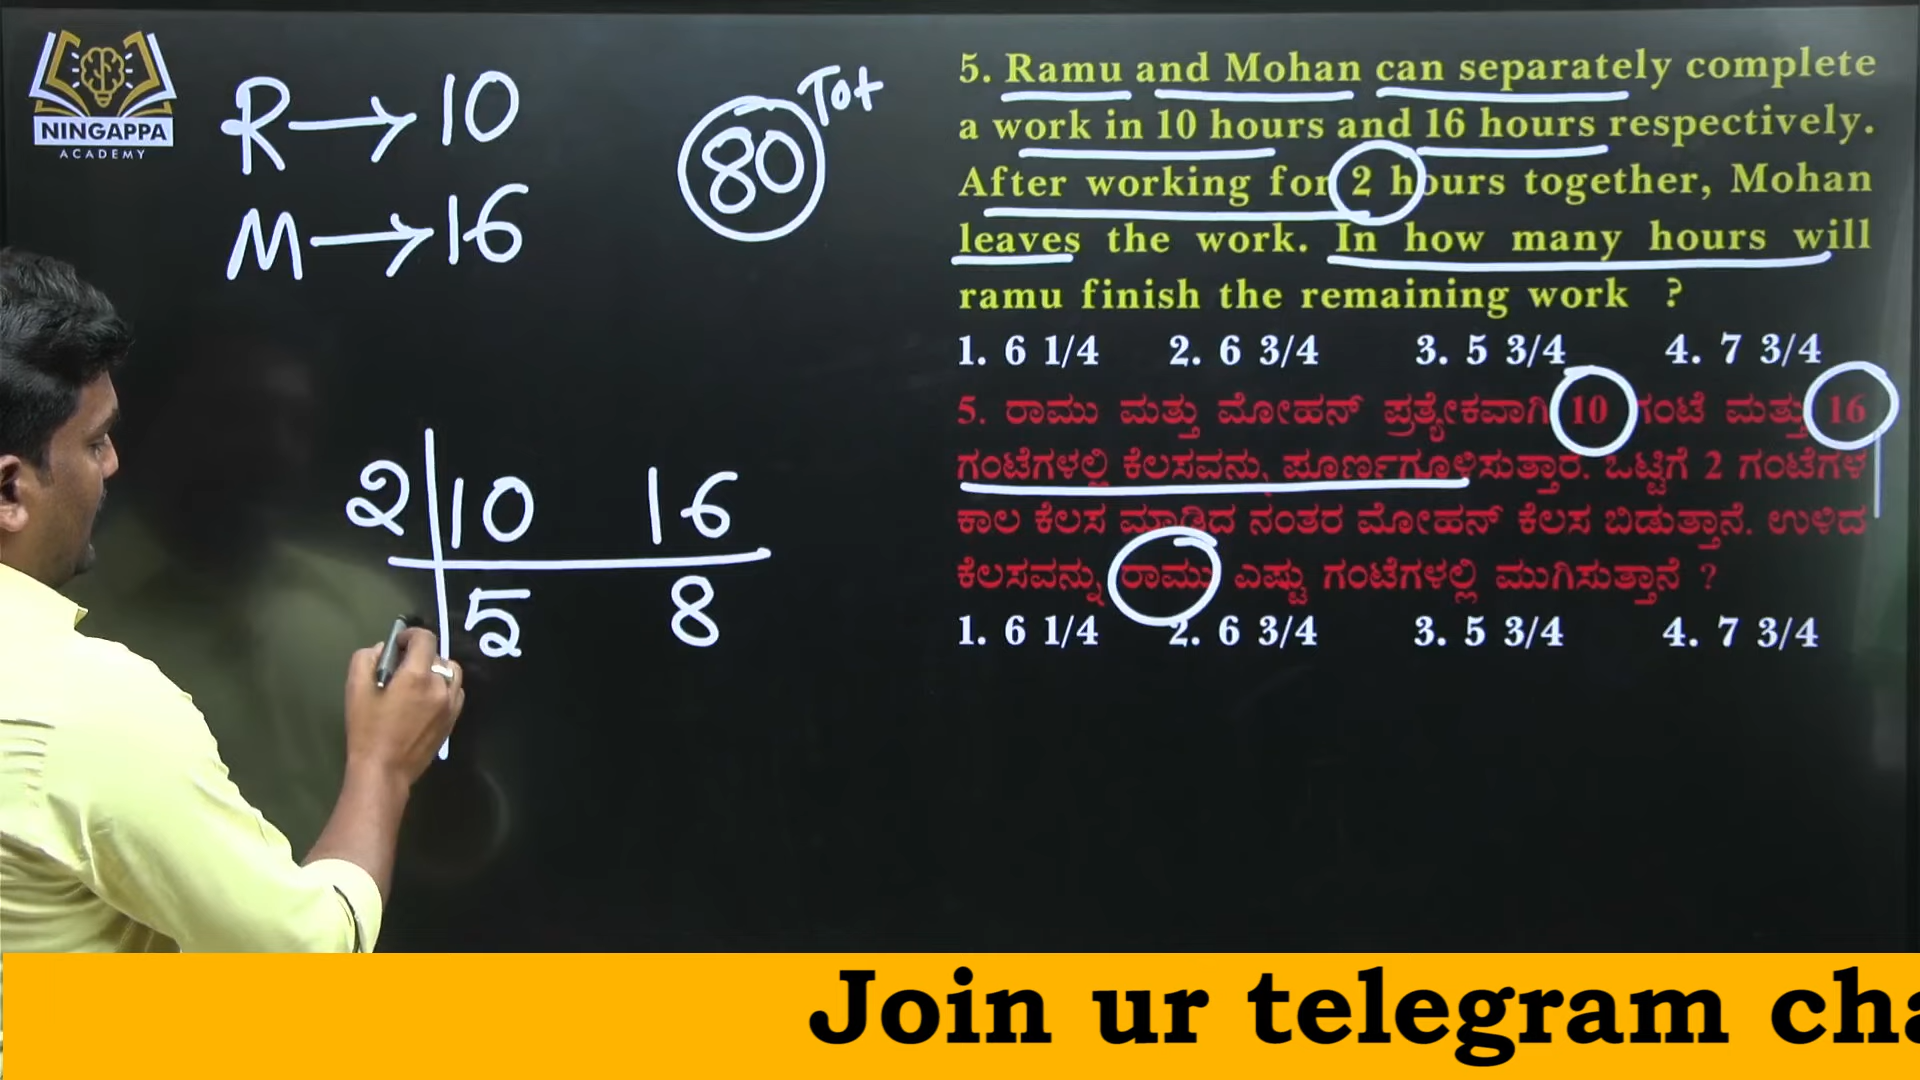 NINGAPPA
ACADEMY
R → 10
M → 16
80 Tot
2 | 10 16
5 8
5. Ramu and Mohan can separately complete
a work in 10 hours and 16 hours respectively.
After working for 2 hours together, Mohan
leaves the work. In how many hours will
ramu finish the remaining work ?
1. 6 1/4 2. 6 3/4 3. 5 3/4 4. 7 3/4
5. ರಾಮು ಮತ್ತು ಮೋಹನ್ ಪ್ರತ್ಯೇಕವಾಗಿ 10 ಗಂಟೆ ಮತ್ತು 16
ಗಂಟೆಗಳಲ್ಲಿ ಕೆಲಸವನ್ನು ಪೂರ್ಣಗೂಳಿಸುತ್ತಾರೆ. ಒಟ್ಟಿಗೆ 2 ಗಂಟೆಗಳ
ಕಾಲ ಕೆಲಸ ಮಾಡಿದ ನಂತರ ಮೋಹನ್ ಕೆಲಸ ಬಿಡುತ್ತಾನೆ. ಉಳಿದ
ಕೆಲಸವನ್ನು ರಾಮು ಎಷ್ಟು ಗಂಟೆಗಳಲ್ಲಿ ಮುಗಿಸುತ್ತಾನೆ ?
1. 6 1/4 2. 6 3/4 3. 5 3/4 4. 7 3/4
Join ur telegram cha